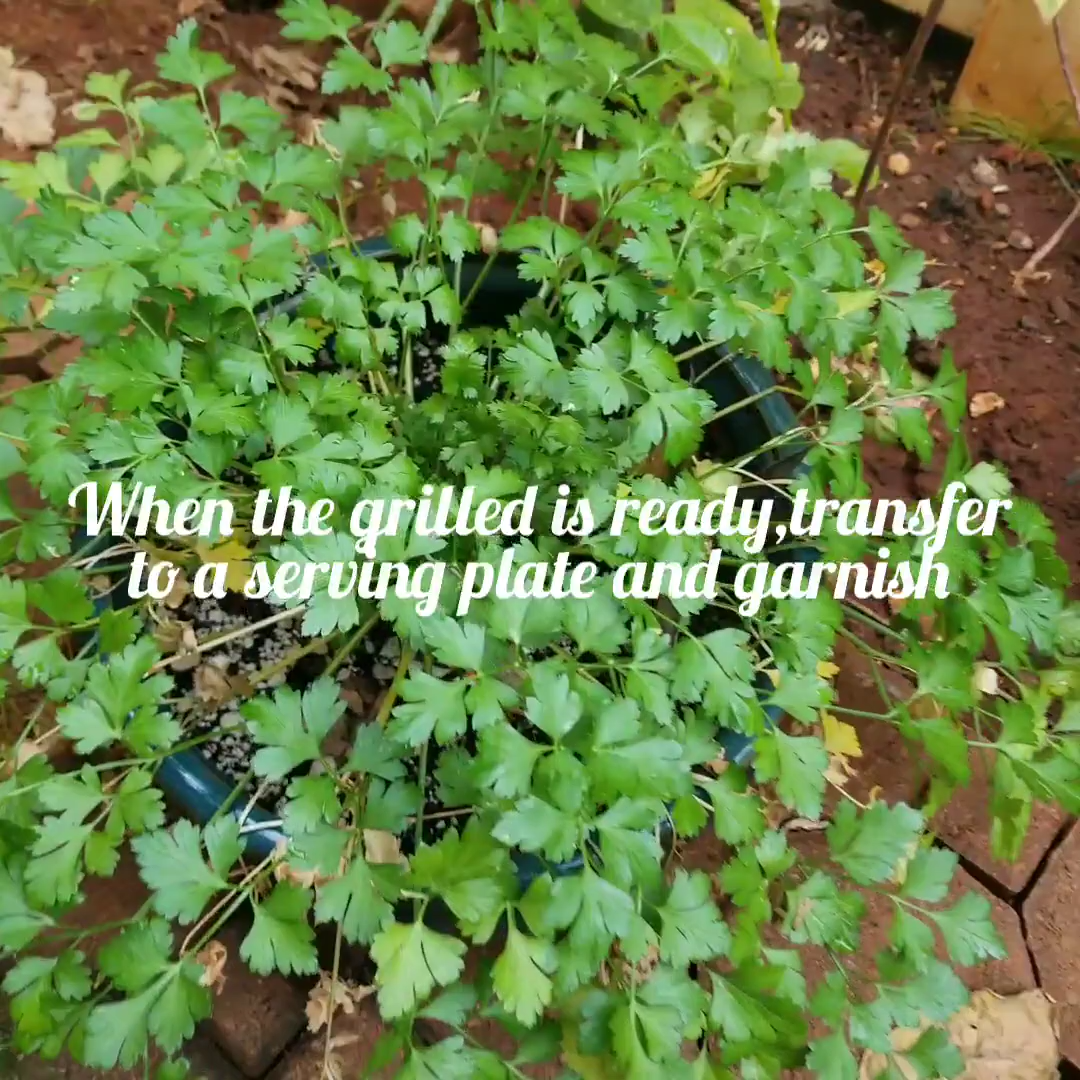 When the grilled is ready,transfer
to a serving plate and garnish